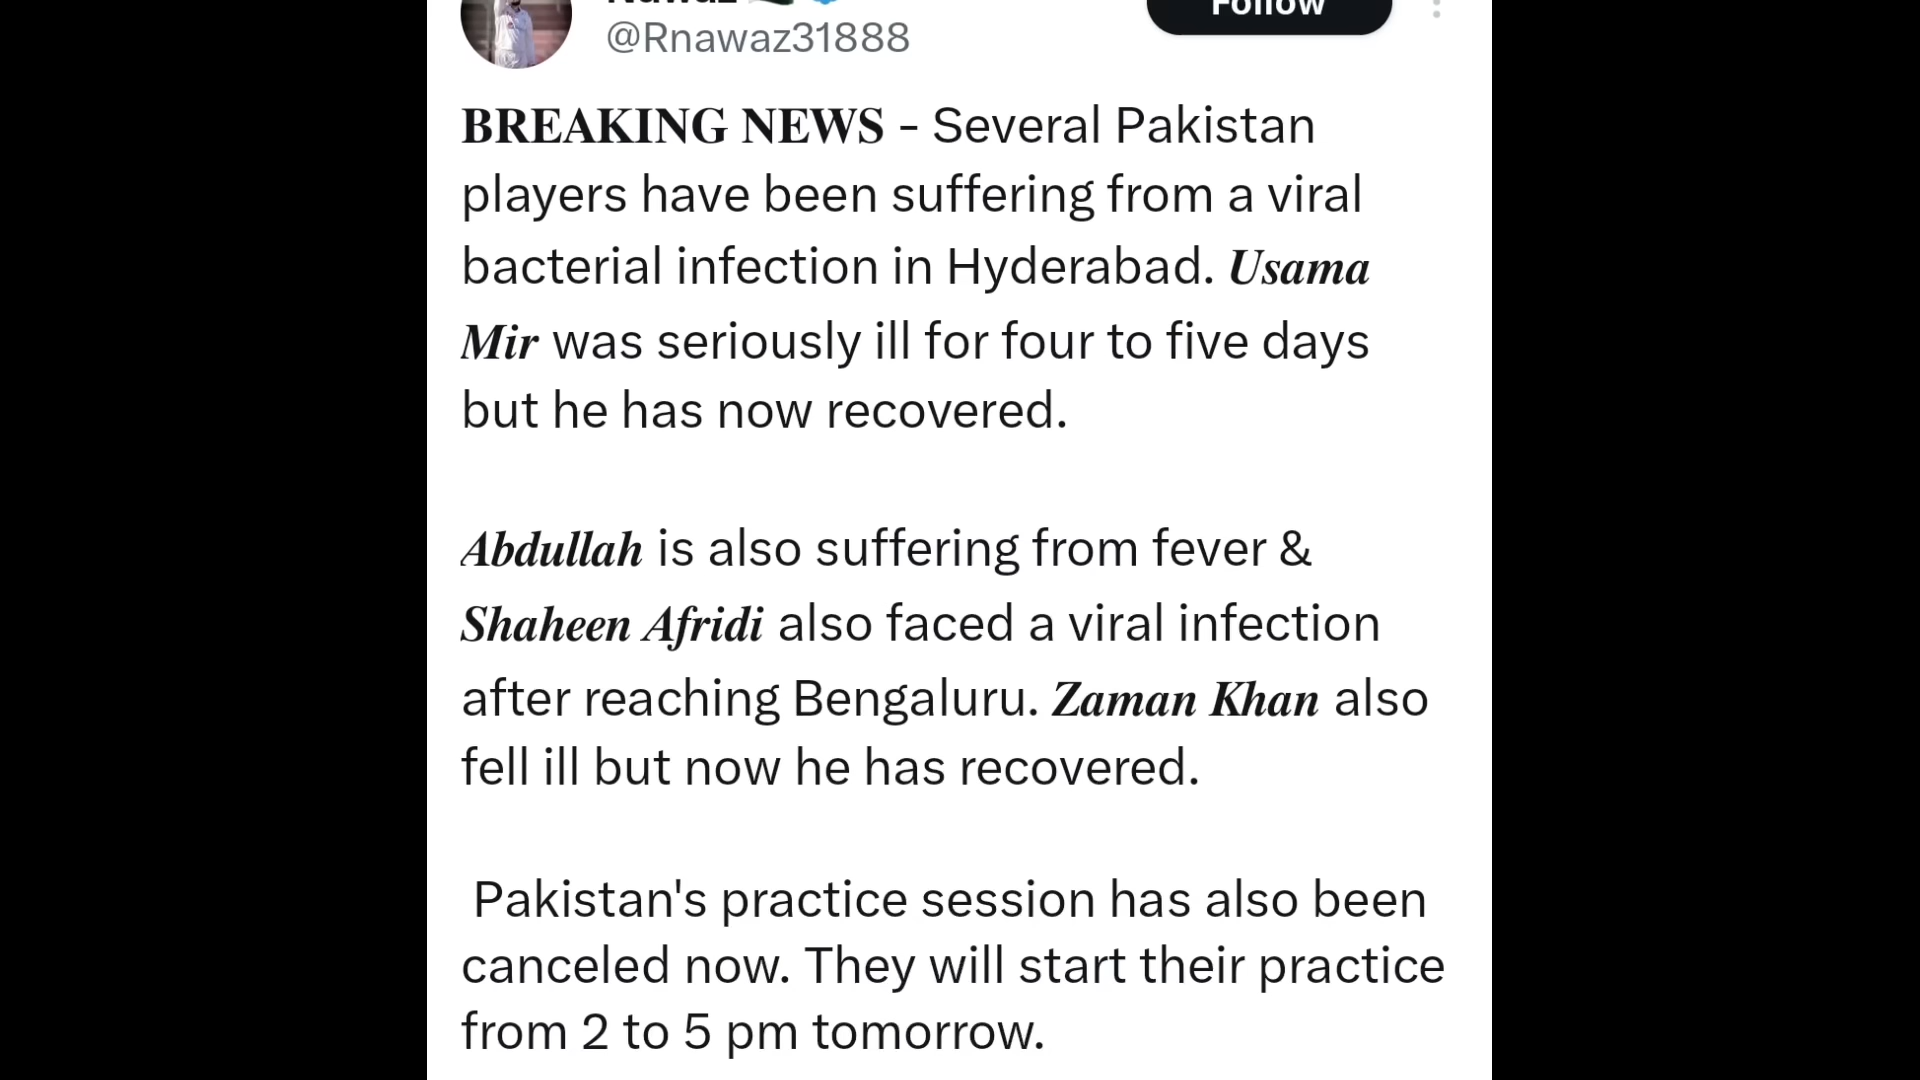 Nawaz
Follow
@Rnawaz31888
BREAKING NEWS - Several Pakistan
players have been suffering from a viral
bacterial infection in Hyderabad. Usama
Mir was seriously ill for four to five days
but he has now recovered.
Abdullah is also suffering from fever &
Shaheen Afridi also faced a viral infection
after reaching Bengaluru. Zaman Khan also
fell ill but now he has recovered.
Pakistan's practice session has also been
canceled now. They will start their practice
from 2 to 5 pm tomorrow.